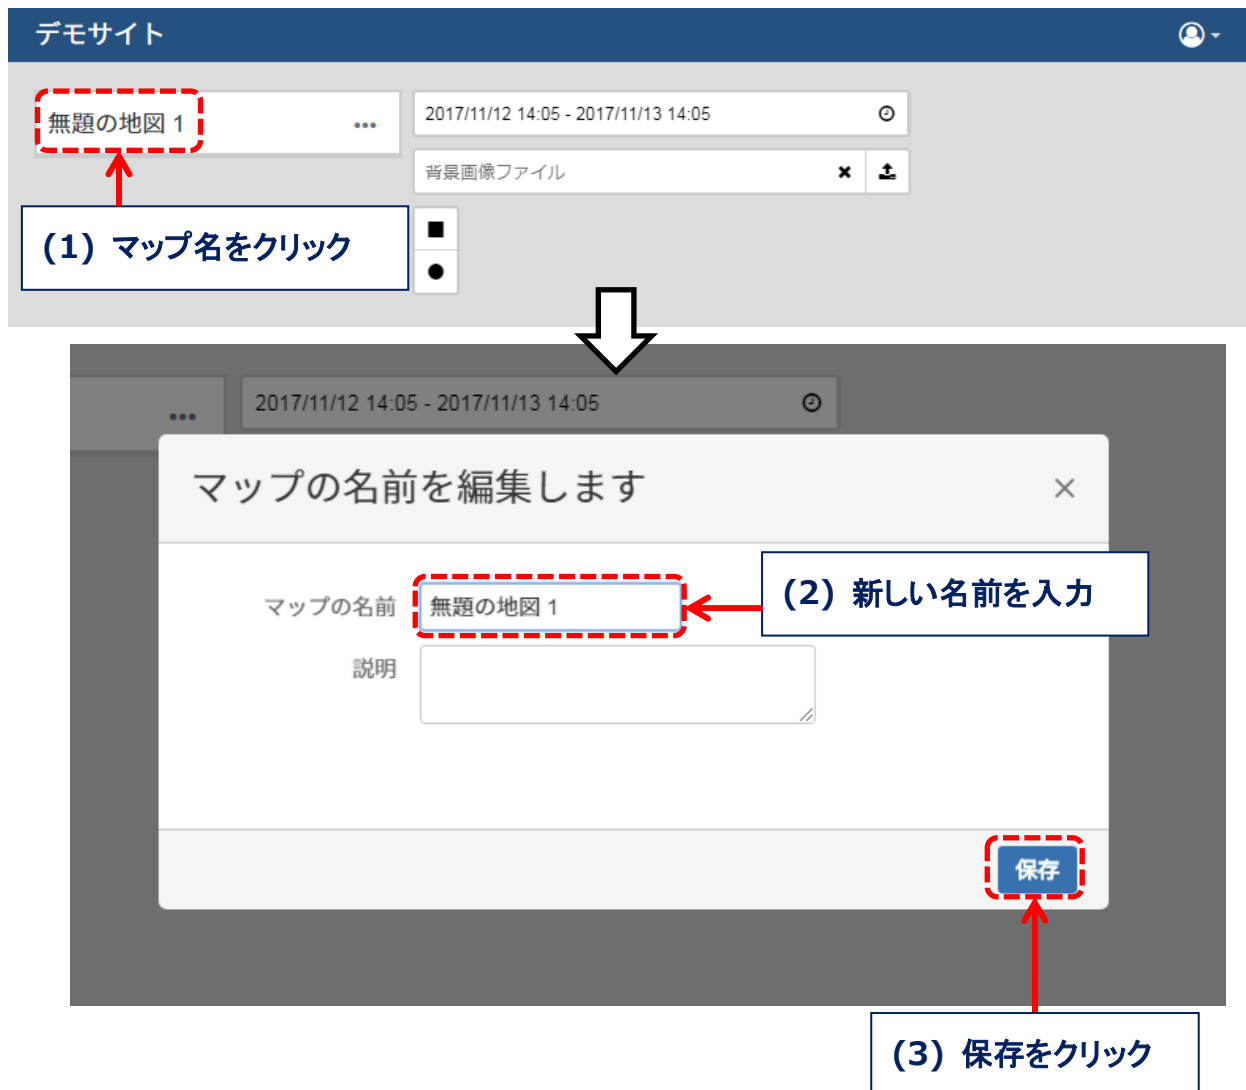 デモサイト
無題の地図 1
2017/11/12 14:05 - 2017/11/13 14:05
背景画像ファイル
(1) マップ名をクリック
2017/11/12 14:05 - 2017/11/13 14:05
マップの名前を編集します
マップの名前
無題の地図 1
(2) 新しい名前を入力
説明
保存
(3) 保存をクリック